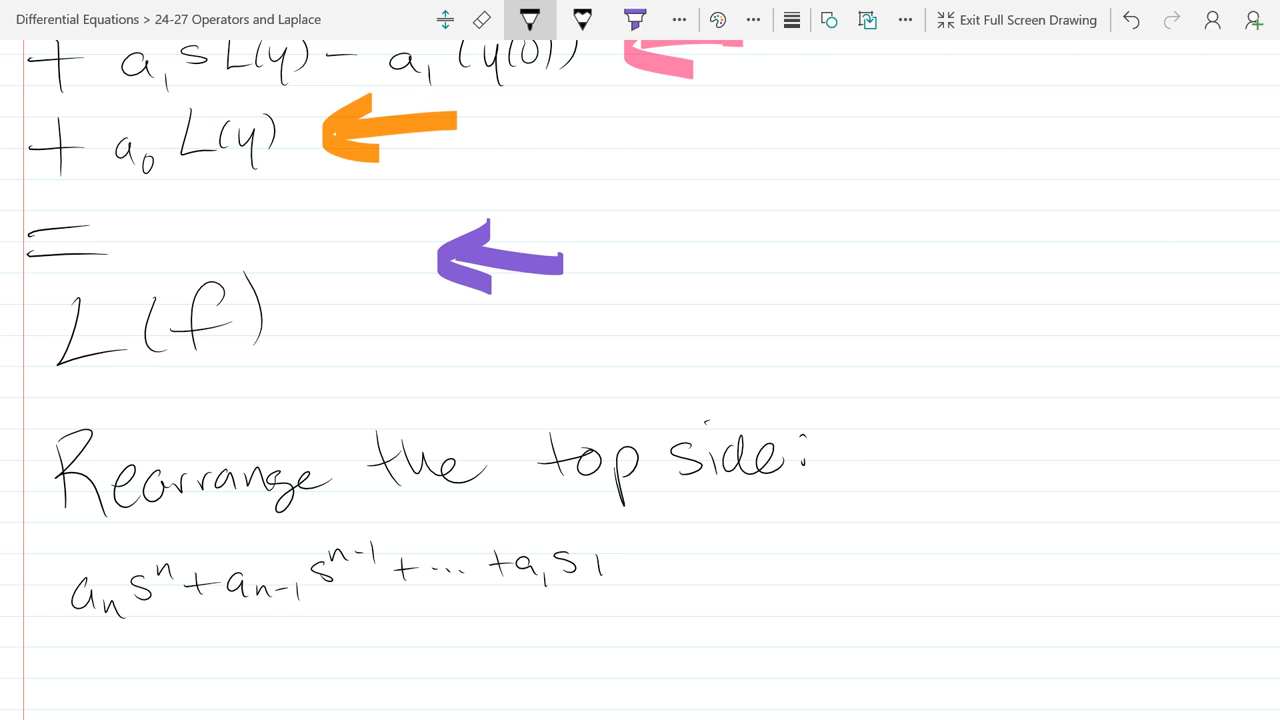 Differential Equations > 24-27 Operators and Laplace
Exit Full Screen Drawing
+ a₁ s L(y) - a₁ (y(0))
+ a₀ L(y)
=
L(f)
Rearrange the top side:
aₙ sⁿ + aₙ₋₁ sⁿ⁻¹ + ... + a₁ s